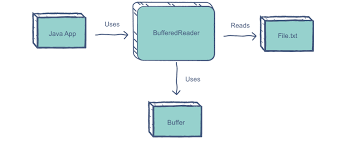 Java App
Uses
BufferedReader
Reads
File.txt
Uses
Buffer